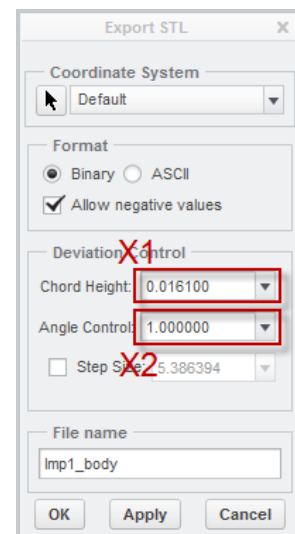 Export STL X
Coordinate System
Default
Format
Binary ASCII
Allow negative values
Deviation Control
X1
Chord Height: 0.016100
Angle Control: 1.000000
Step Size: 5.386394
X2
File name
Imp1_body
OK Apply Cancel